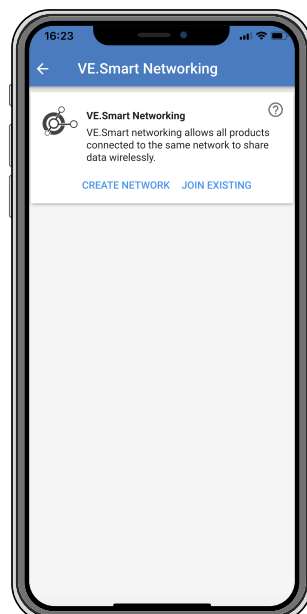 16:23
VE.Smart Networking
VE.Smart Networking
VE.Smart networking allows all products
connected to the same network to share
data wirelessly.
CREATE NETWORK JOIN EXISTING